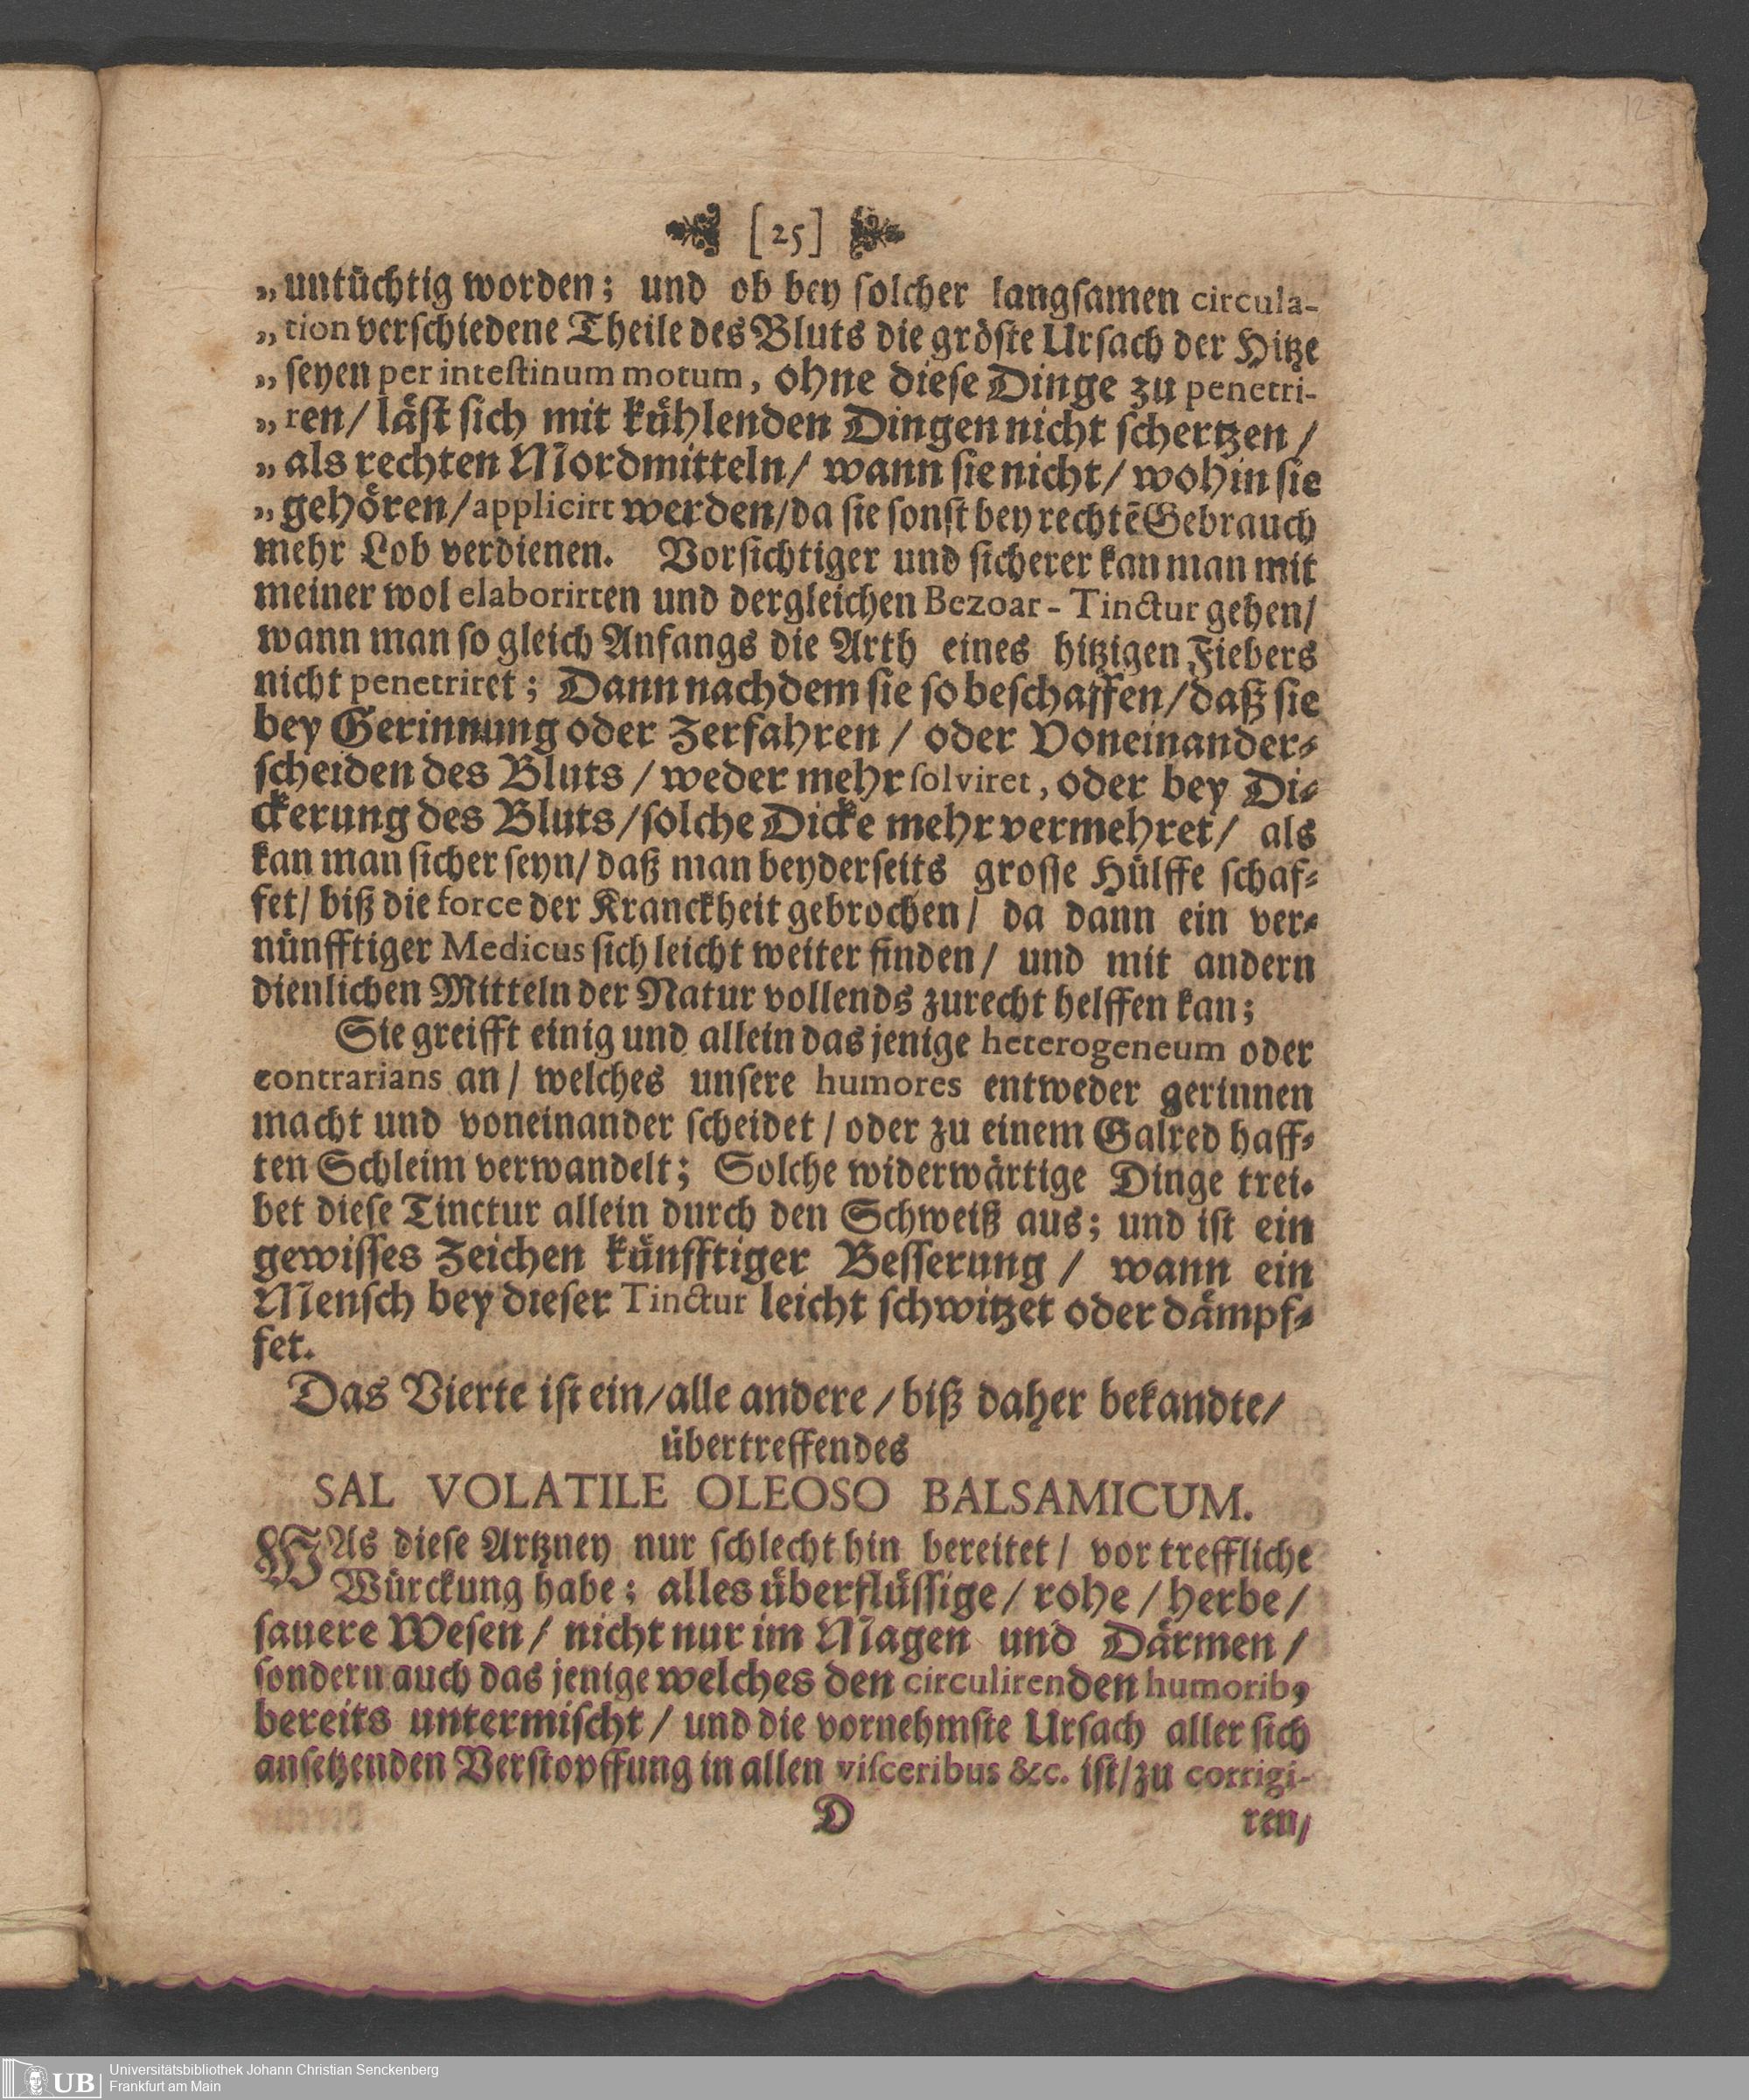 12
[25]
„untüchtig worden; und ob bey solcher langsamen circula-
„tion verschiedene Theile des Bluts die gröste Ursach der Hitze
„seyen per intestinum motum, ohne diese Dinge zu penetri-
„ren/ läst sich mit kühlenden Dingen nicht schertzen /
„als rechten Mordmitteln/ wann sie nicht/ wohin sie
„gehören/applicirt werden/da sie sonst bey rechtẽ Gebrauch
mehr Lob verdienen. Vorsichtiger und sicherer kan man mit
meiner wol elaborirten und dergleichen Bezoar-Tinctur gehen/
wann man so gleich Anfangs die Arth eines hitzigen Fiebers
nicht penetriret; Dann nachdem sie so beschaffen/daß sie
bey Gerinnung oder Zerfahren / oder Voneinander-
scheiden des Bluts /weder mehr solviret, oder bey Di-
ckerung des Bluts/solche Dicke mehr vermehret/ als
kan man sicher seyn/ daß man beyderseits grosse Hülffe schaf-
fet/ biß die force der Kranckheit gebrochen/ da dann ein ver-
nünfftiger Medicus sich leicht weiter finden/ und mit andern
dienlichen Mitteln der Natur vollends zurecht helffen kan;
Sie greifft einig und allein das jenige heterogeneum oder
contrarians an/ welches unsere humores entweder gerinnen
macht und voneinander scheidet / oder zu einem Galred haff-
ten Schleim verwandelt; Solche widerwärtige Dinge trei-
bet diese Tinctur allein durch den Schweiß aus; und ist ein
gewisses Zeichen künfftiger Besserung / wann ein
Mensch bey dieser Tinctur leicht schwitzet oder dämpf-
fet.
Das Vierte ist ein/alle andere/biß daher bekandte/
übertreffendes
SAL VOLATILE OLEOSO BALSAMICUM.
WAs diese Artzney nur schlecht hin bereitet/ vor treffliche
Würckung habe; alles überflüssige/ rohe / herbe/
sauere Wesen/ nicht nur im Magen und Därmen/
sondern auch das jenige welches den circulirenden humorib9
bereits untermischt/ und die vornehmste Ursach aller sich
ansetzenden Verstopffung in allen visceribus &c. ist/zu corrigi-
D
ren/
UB
Universitätsbibliothek Johann Christian Senckenberg
Frankfurt am Main